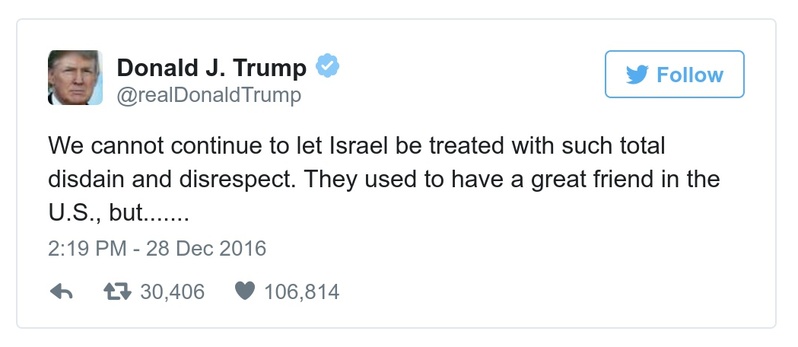 Donald J. Trump
@realDonaldTrump
Follow
We cannot continue to let Israel be treated with such total
disdain and disrespect. They used to have a great friend in the
U.S., but.......
2:19 PM - 28 Dec 2016
30,406 106,814